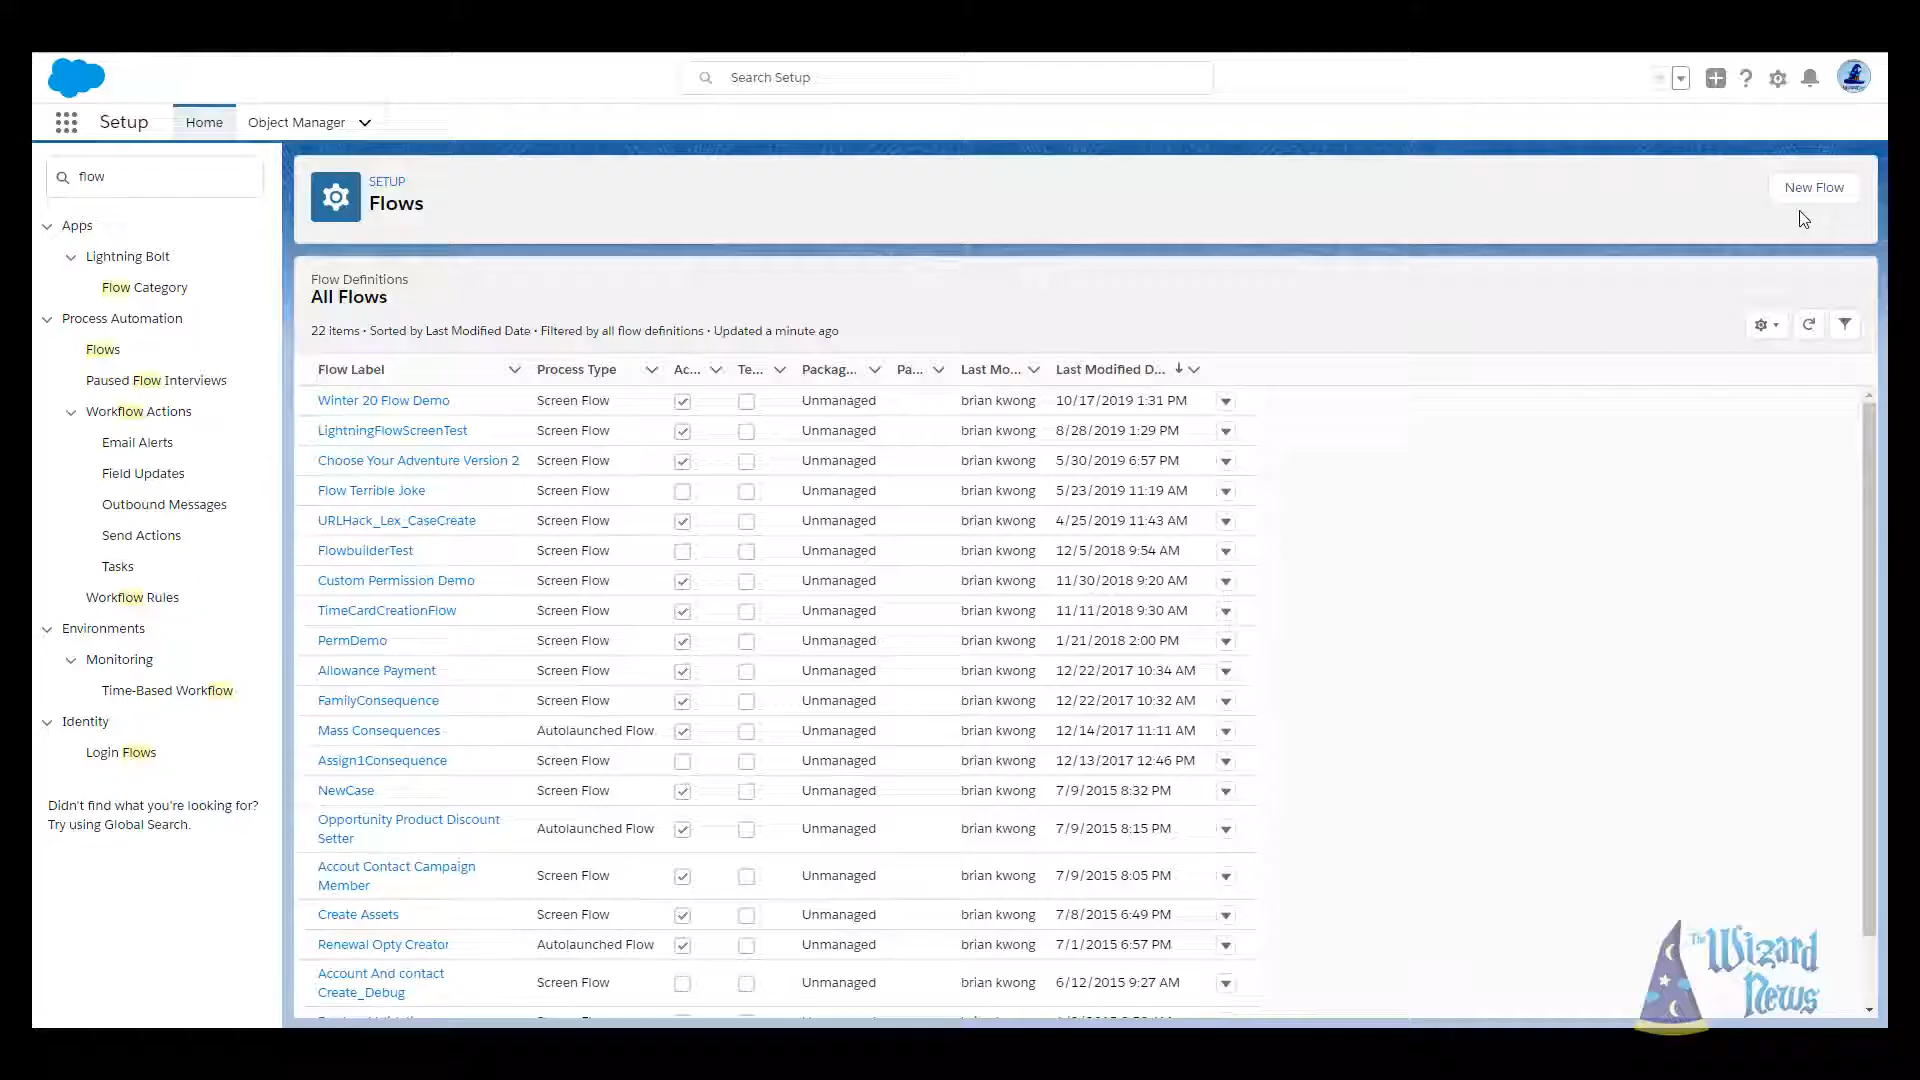 Search Setup
Setup
Home
Object Manager
flow
Apps
Lightning Bolt
Flow Category
Process Automation
Flows
Paused Flow Interviews
Workflow Actions
Email Alerts
Field Updates
Outbound Messages
Send Actions
Tasks
Workflow Rules
Environments
Monitoring
Time-Based Workflow
Identity
Login Flows
Didn't find what you're looking for?
Try using Global Search.
SETUP
Flows
New Flow
Flow Definitions
All Flows
22 items • Sorted by Last Modified Date • Filtered by all flow definitions • Updated a minute ago
Flow Label Process Type Ac... Te... Packag... Pa... Last Mo... Last Modified D...
Winter 20 Flow Demo Screen Flow Unmanaged brian kwong 10/17/2019 1:31 PM
LightningFlowScreenTest Screen Flow Unmanaged brian kwong 8/28/2019 1:29 PM
Choose Your Adventure Version 2 Screen Flow Unmanaged brian kwong 5/30/2019 6:57 PM
Flow Terrible Joke Screen Flow Unmanaged brian kwong 5/23/2019 11:19 AM
URLHack_Lex_CaseCreate Screen Flow Unmanaged brian kwong 4/25/2019 11:43 AM
FlowbuilderTest Screen Flow Unmanaged brian kwong 12/5/2018 9:54 AM
Custom Permission Demo Screen Flow Unmanaged brian kwong 11/30/2018 9:20 AM
TimeCardCreationFlow Screen Flow Unmanaged brian kwong 11/11/2018 9:30 AM
PermDemo Screen Flow Unmanaged brian kwong 1/21/2018 2:00 PM
Allowance Payment Screen Flow Unmanaged brian kwong 12/22/2017 10:34 AM
FamilyConsequence Screen Flow Unmanaged brian kwong 12/22/2017 10:32 AM
Mass Consequences Autolaunched Flow Unmanaged brian kwong 12/14/2017 11:11 AM
Assign1Consequence Screen Flow Unmanaged brian kwong 12/13/2017 12:46 PM
NewCase Screen Flow Unmanaged brian kwong 7/9/2015 8:32 PM
Opportunity Product Discount
Setter Autolaunched Flow Unmanaged brian kwong 7/9/2015 8:15 PM
Accout Contact Campaign
Member Screen Flow Unmanaged brian kwong 7/9/2015 8:05 PM
Create Assets Screen Flow Unmanaged brian kwong 7/8/2015 6:49 PM
Renewal Opty Creator Autolaunched Flow Unmanaged brian kwong 7/1/2015 6:57 PM
Account And contact
Create_Debug Screen Flow Unmanaged brian kwong 6/12/2015 9:27 AM
The Wizard
News